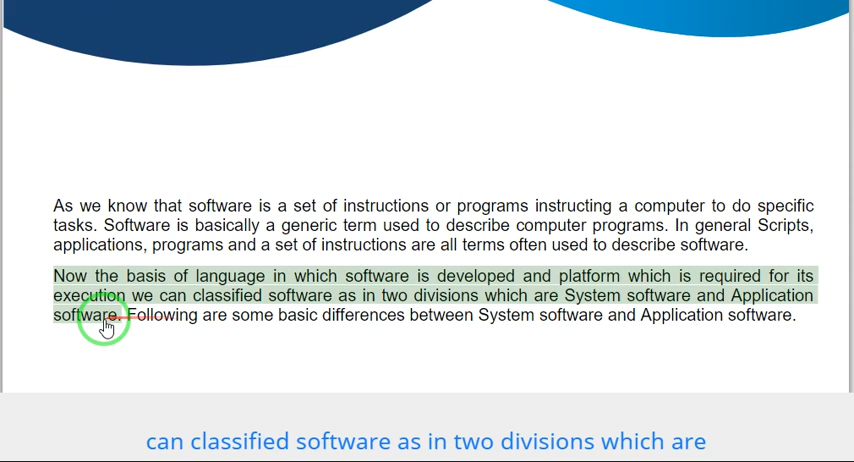 As we know that software is a set of instructions or programs instructing a computer to do specific
tasks. Software is basically a generic term used to describe computer programs. In general Scripts,
applications, programs and a set of instructions are all terms often used to describe software.
Now the basis of language in which software is developed and platform which is required for its
execution we can classified software as in two divisions which are System software and Application
software. Following are some basic differences between System software and Application software.
can classified software as in two divisions which are